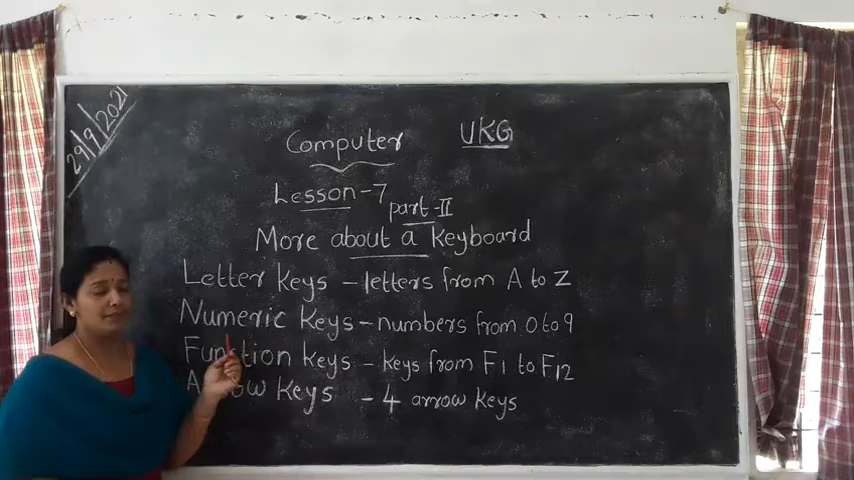 29/9/2021
Computer UKG
Lesson-7
part-II
More about a Keyboard
Letter Keys - letters from A to Z
Numeric Keys - numbers from 0 to 9
Function Keys - Keys from F1 to F12
Keys - 4 arrow Keys